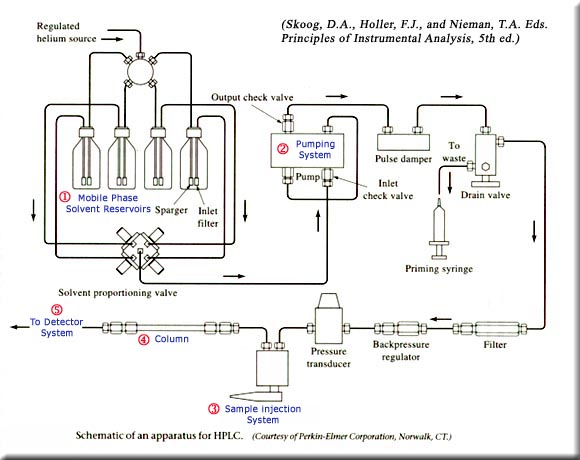 Regulated
helium source
(Skoog, D.A., Holler, F.J., and Nieman, T.A. Eds.
Principles of Instrumental Analysis, 5th ed.)
Output check valve
② Pumping
System
Pulse damper
To
waste
Drain valve
Pump
Inlet
check valve
① Mobile Phase
Solvent Reservoirs
Sparger
Inlet
filter
Priming syringe
Solvent proportioning valve
⑤
To Detector
System
④ Column
Pressure
transducer
Backpressure
regulator
Filter
③ Sample injection
System
Schematic of an apparatus for HPLC. (Courtesy of Perkin-Elmer Corporation, Norwalk, CT.)